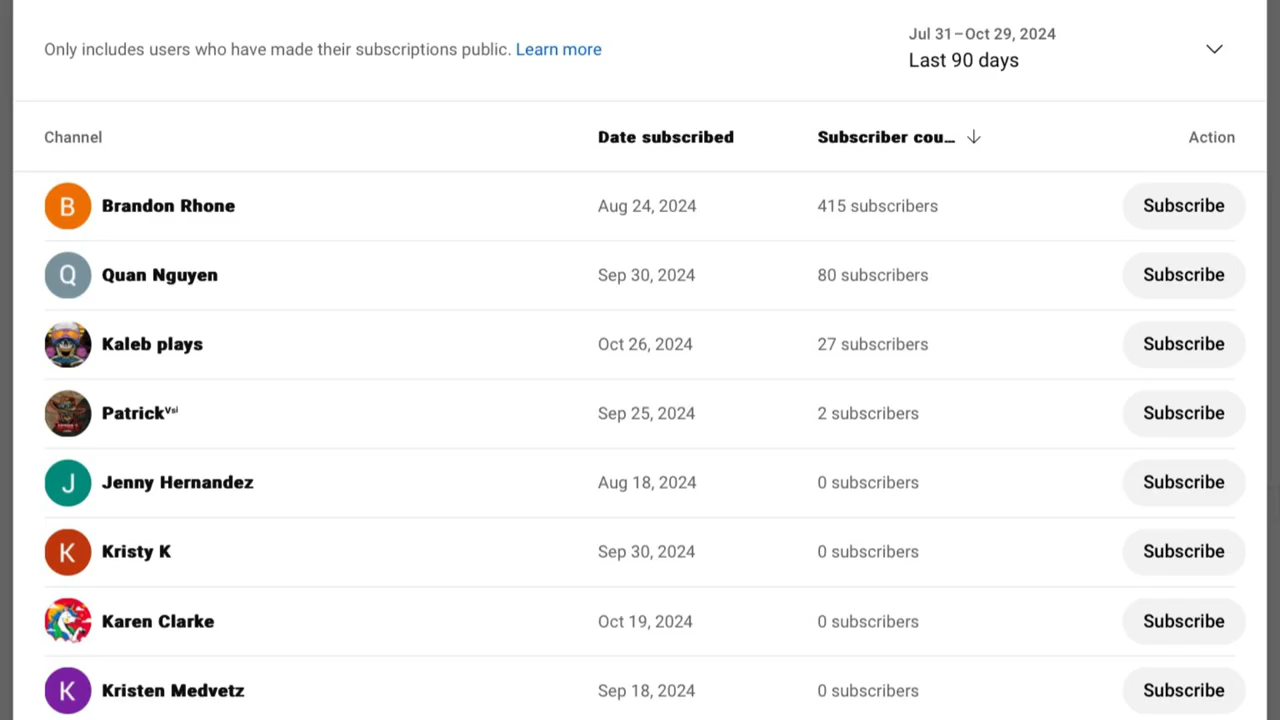 Only includes users who have made their subscriptions public. Learn more
Jul 31–Oct 29, 2024
Last 90 days
Channel Date subscribed Subscriber cou… Action
B Brandon Rhone Aug 24, 2024 415 subscribers Subscribe
Q Quan Nguyen Sep 30, 2024 80 subscribers Subscribe
Kaleb plays Oct 26, 2024 27 subscribers Subscribe
Patrickⱽˢⁱ Sep 25, 2024 2 subscribers Subscribe
J Jenny Hernandez Aug 18, 2024 0 subscribers Subscribe
K Kristy K Sep 30, 2024 0 subscribers Subscribe
Karen Clarke Oct 19, 2024 0 subscribers Subscribe
K Kristen Medvetz Sep 18, 2024 0 subscribers Subscribe